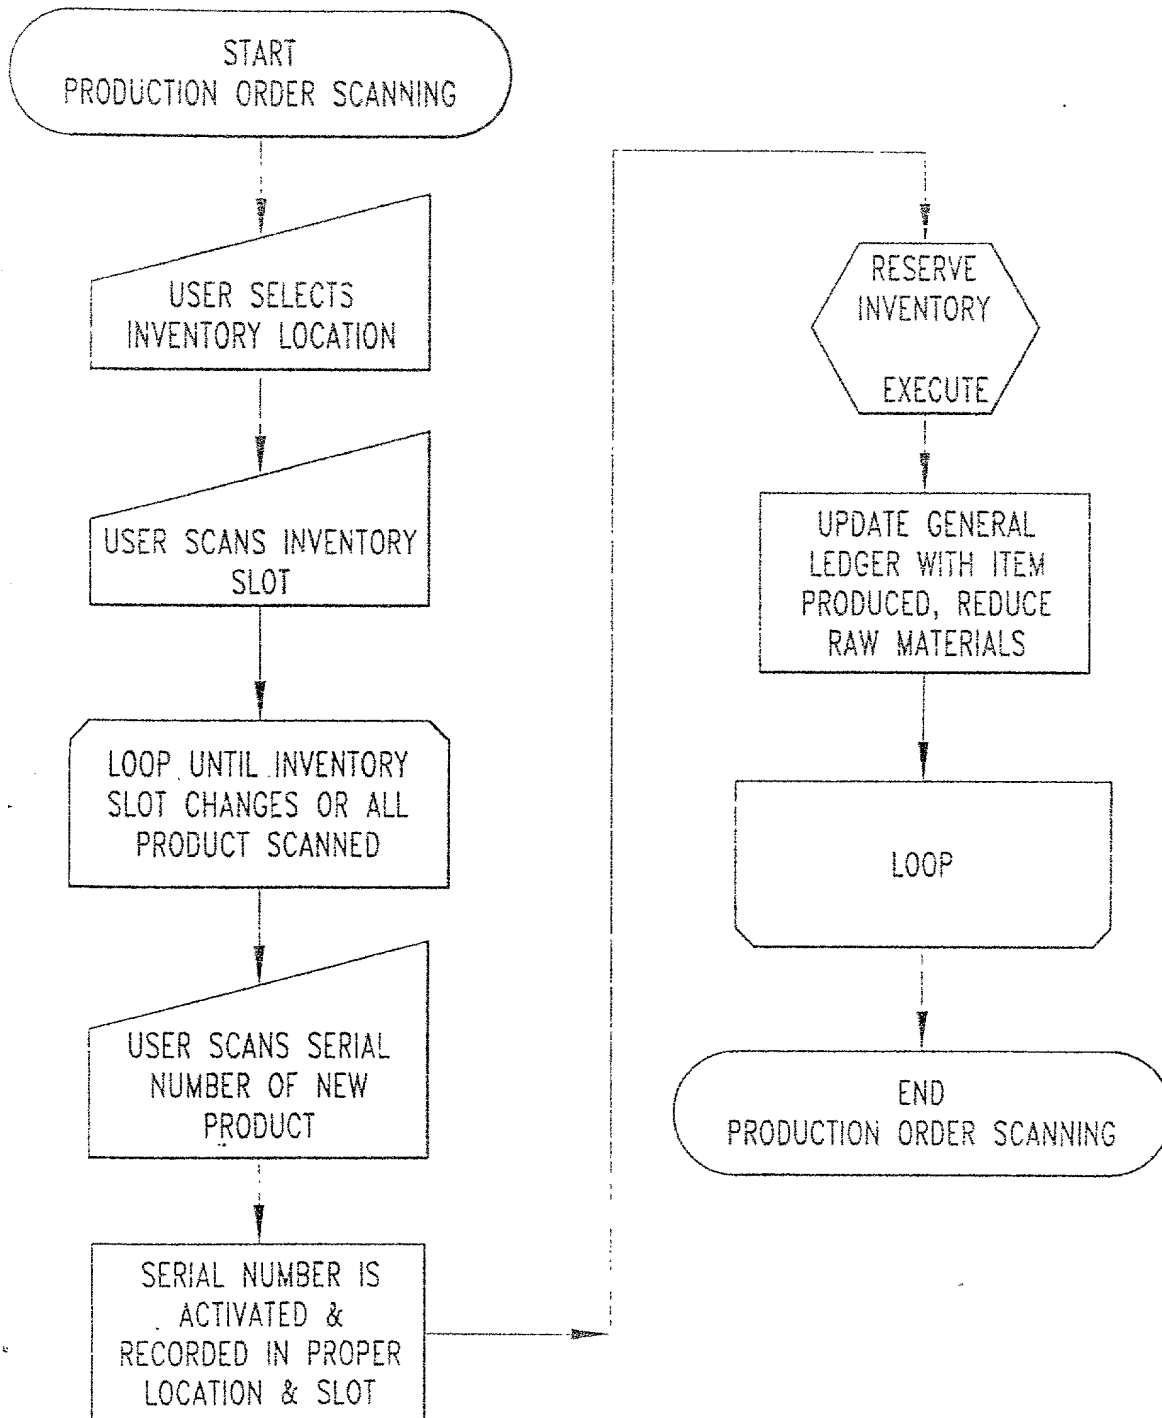 START
PRODUCTION ORDER SCANNING
USER SELECTS
INVENTORY LOCATION
USER SCANS INVENTORY
SLOT
LOOP UNTIL INVENTORY
SLOT CHANGES OR ALL
PRODUCT SCANNED
USER SCANS SERIAL
NUMBER OF NEW
PRODUCT
SERIAL NUMBER IS
ACTIVATED &
RECORDED IN PROPER
LOCATION & SLOT
RESERVE
INVENTORY
EXECUTE
UPDATE GENERAL
LEDGER WITH ITEM
PRODUCED, REDUCE
RAW MATERIALS
LOOP
END
PRODUCTION ORDER SCANNING